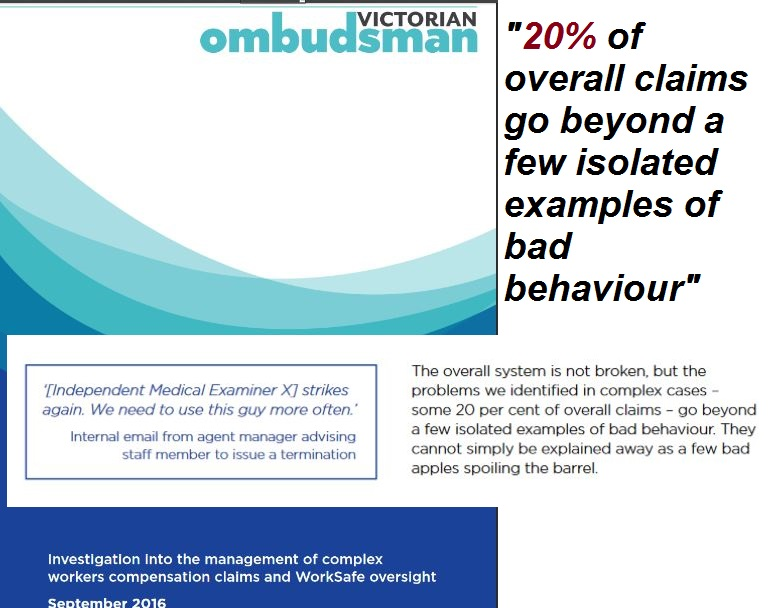 VICTORIAN
ombudsman
"20% of
overall claims
go beyond a
few isolated
examples of
bad
behaviour"
'[Independent Medical Examiner X] strikes
again. We need to use this guy more often.'
Internal email from agent manager advising
staff member to issue a termination
The overall system is not broken, but the
problems we identified in complex cases –
some 20 per cent of overall claims – go beyond
a few isolated examples of bad behaviour. They
cannot simply be explained away as a few bad
apples spoiling the barrel.
Investigation into the management of complex
workers compensation claims and WorkSafe oversight
September 2016